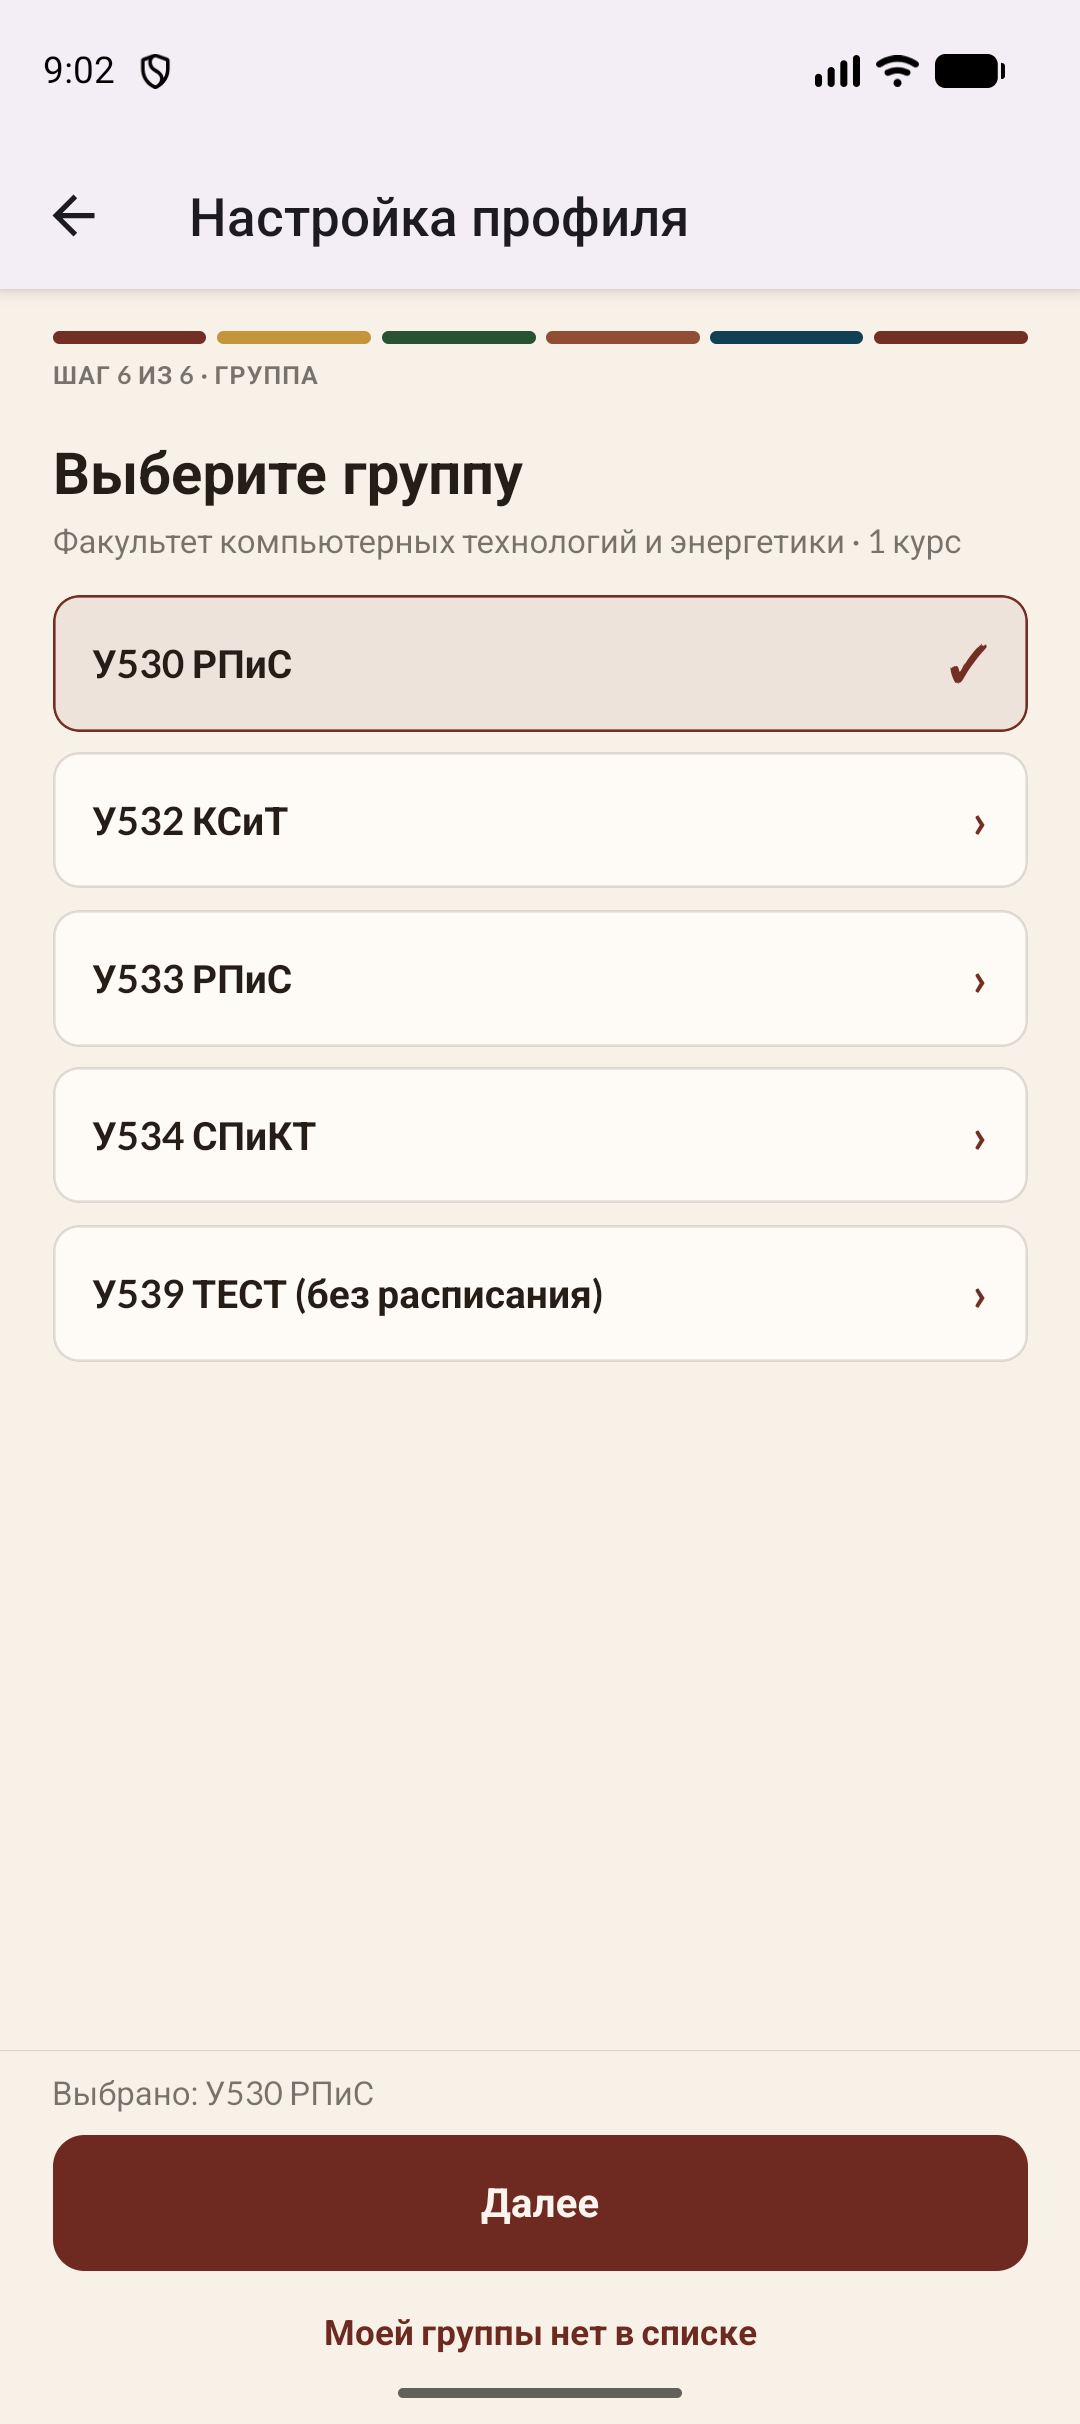 9:02
Настройка профиля
ШАГ 6 ИЗ 6 · ГРУППА
Выберите группу
Факультет компьютерных технологий и энергетики · 1 курс
У530 РПиС ✓
У532 КСиТ ›
У533 РПиС ›
У534 СПиКТ ›
У539 ТЕСТ (без расписания) ›
Выбрано: У530 РПиС
Далее
Моей группы нет в списке